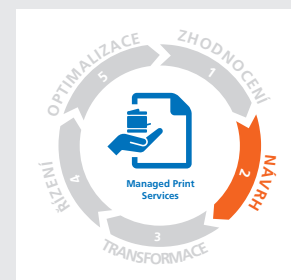 ZHODNOCENÍ
1
NÁVRH
2
TRANSFORMACE
3
ŘÍZENÍ
4
OPTIMALIZACE
5
Managed Print
Services